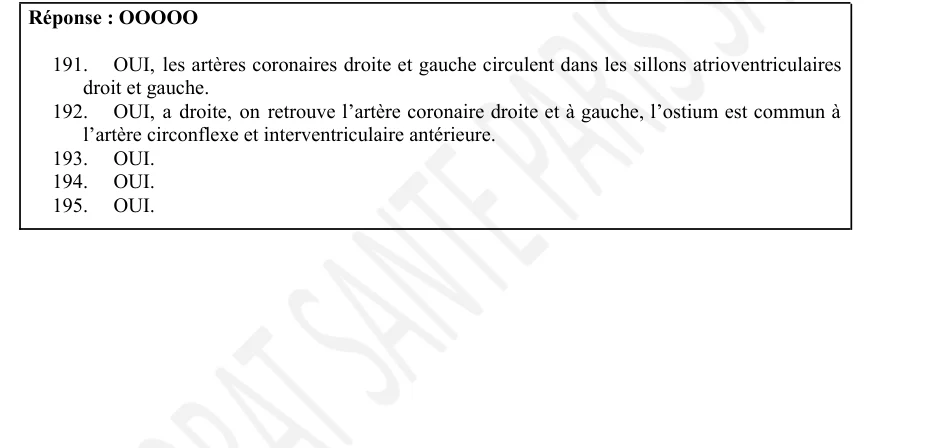 Réponse : OOOOO
191. OUI, les artères coronaires droite et gauche circulent dans les sillons atrioventriculaires
droit et gauche.
192. OUI, a droite, on retrouve l’artère coronaire droite et à gauche, l’ostium est commun à
l’artère circonflexe et interventriculaire antérieure.
193. OUI.
194. OUI.
195. OUI.
SANTE PARIS